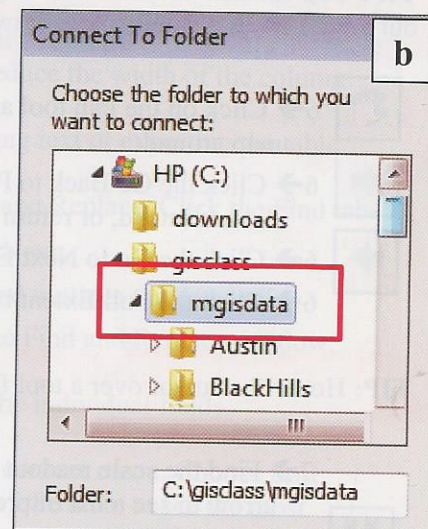 Connect To Folder
b
Choose the folder to which you
want to connect:
HP (C:)
downloads
gisclass
mgisdata
Austin
BlackHills
Folder: C:\gisclass\mgisdata